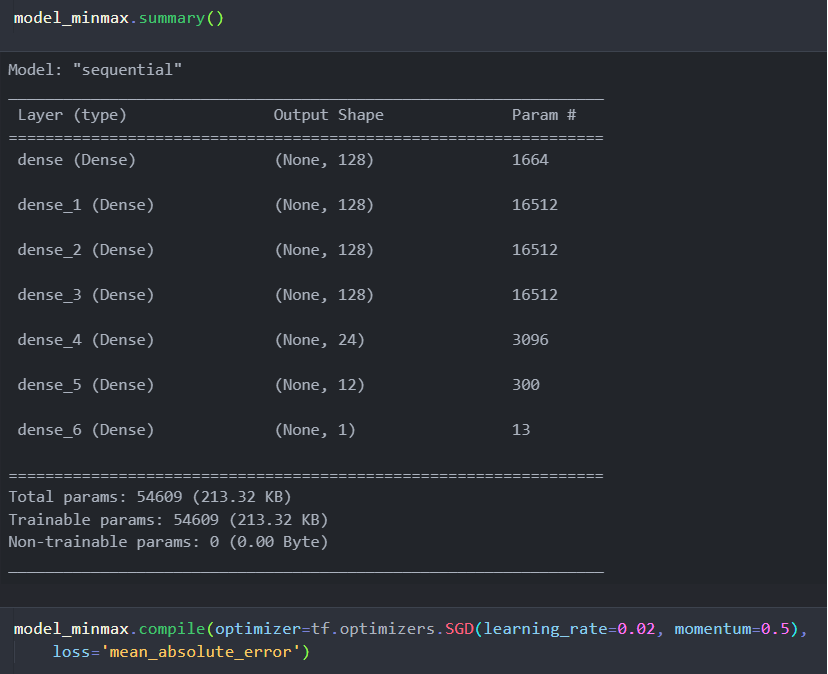 model_minmax.summary()
Model: "sequential"
_________________________________________________________________
Layer (type) Output Shape Param #
=================================================================
dense (Dense) (None, 128) 1664
dense_1 (Dense) (None, 128) 16512
dense_2 (Dense) (None, 128) 16512
dense_3 (Dense) (None, 128) 16512
dense_4 (Dense) (None, 24) 3096
dense_5 (Dense) (None, 12) 300
dense_6 (Dense) (None, 1) 13
=================================================================
Total params: 54609 (213.32 KB)
Trainable params: 54609 (213.32 KB)
Non-trainable params: 0 (0.00 Byte)
_________________________________________________________________
model_minmax.compile(optimizer=tf.optimizers.SGD(learning_rate=0.02, momentum=0.5),
loss='mean_absolute_error')